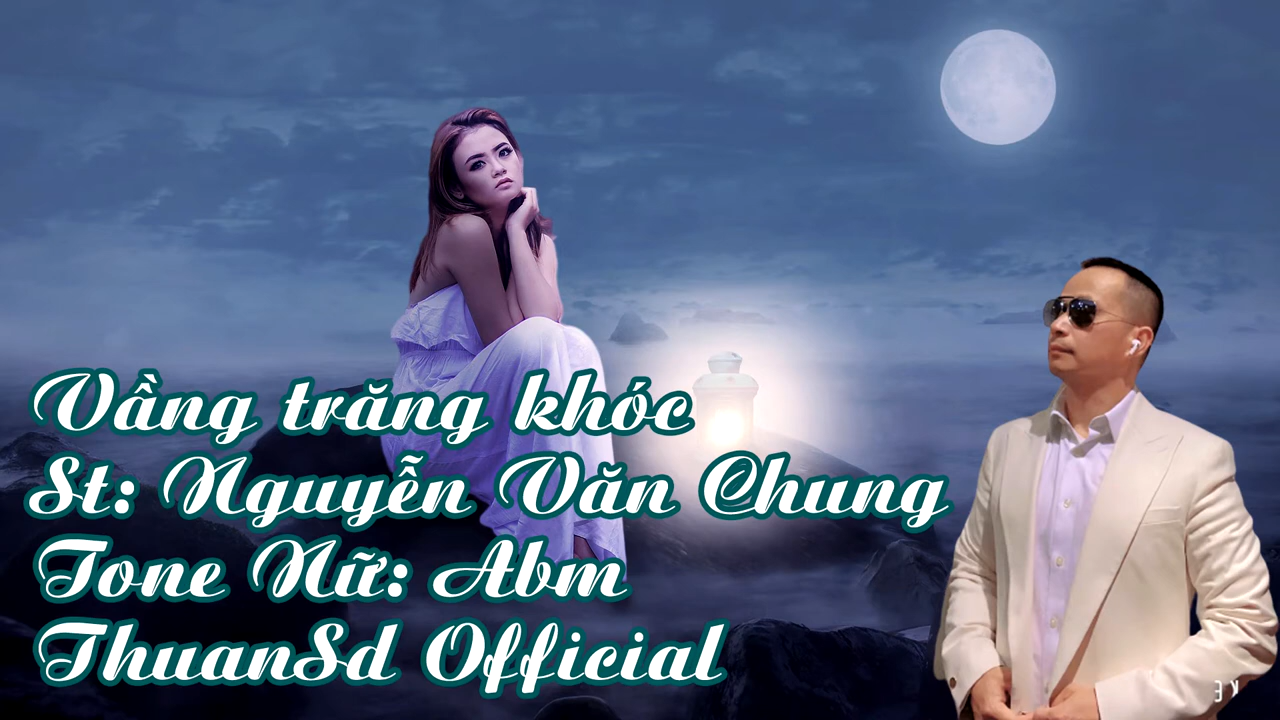 Vầng trăng khóc
St: Nguyễn Văn Chung
Tone Nữ: Abm
ThuanSd Official